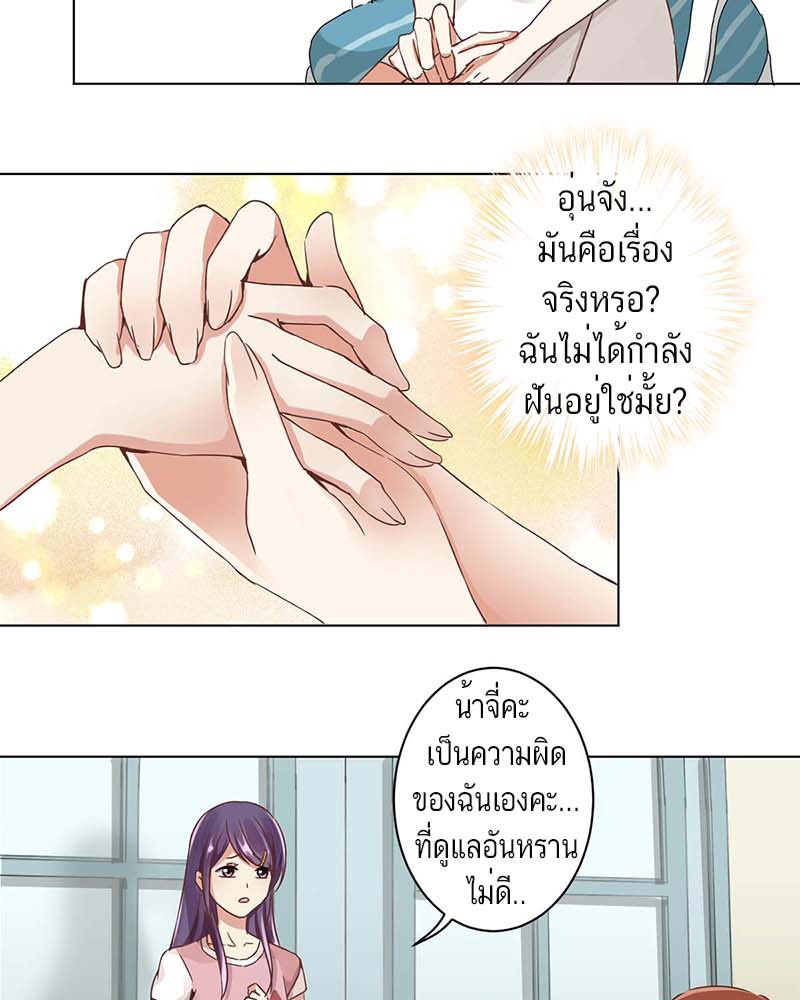 อุ่นจัง...
มันคือเรื่อง
จริงหรอ?
ฉันไม่ได้กำลัง
ฝันอยู่ใช่มั้ย?
น้าจี่คะ
เป็นความผิด
ของฉันเองคะ...
ที่ดูแลอันหราน
ไม่ดี..